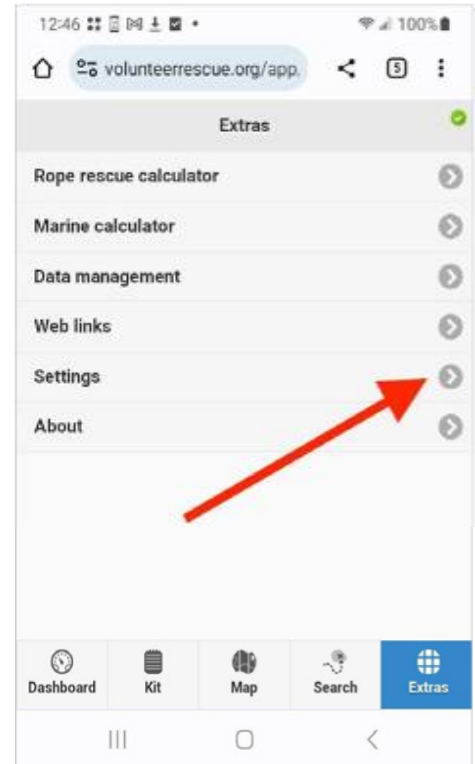 12:46 100%
volunteerrescue.org/app. 5
Extras
Rope rescue calculator
Marine calculator
Data management
Web links
Settings
About
Dashboard Kit Map Search Extras